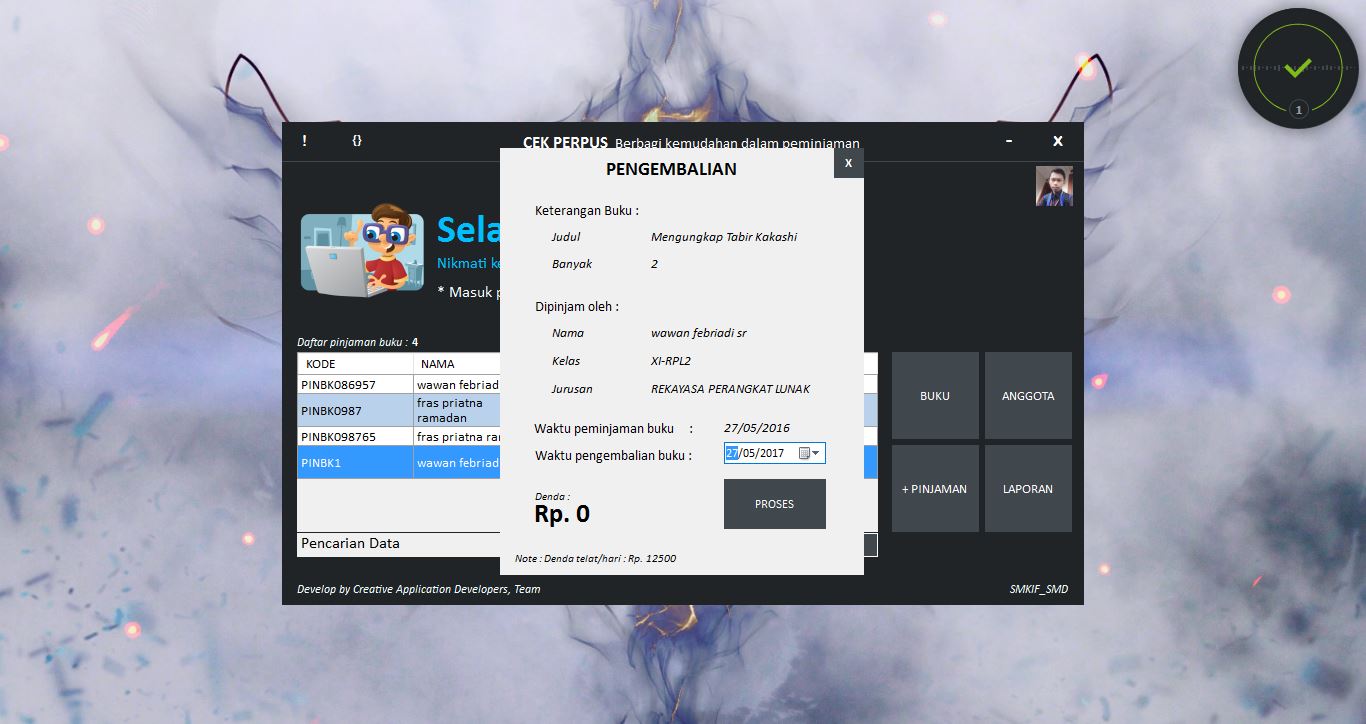 1
! {} CEK PERPUS Berbagi kemudahan dalam peminjaman - X
PENGEMBALIAN X
Keterangan Buku :
Judul Mengungkap Tabir Kakashi
Banyak 2
Dipinjam oleh :
Nama wawan febriadi sr
Kelas XI-RPL2
Jurusan REKAYASA PERANGKAT LUNAK
Waktu peminjaman buku : 27/05/2016
Waktu pengembalian buku : 27/05/2017
Denda :
Rp. 0
PROSES
Note : Denda telat/hari : Rp. 12500
Sela
Nikmati ke
* Masuk p
Daftar pinjaman buku : 4
KODE NAMA
PINBK086957 wawan febriad
PINBK0987 fras priatna
ramadan
PINBK098765 fras priatna ra
PINBK1 wawan febriad
Pencarian Data
BUKU ANGGOTA
+ PINJAMAN LAPORAN
Develop by Creative Application Developers, Team SMKIF_SMD